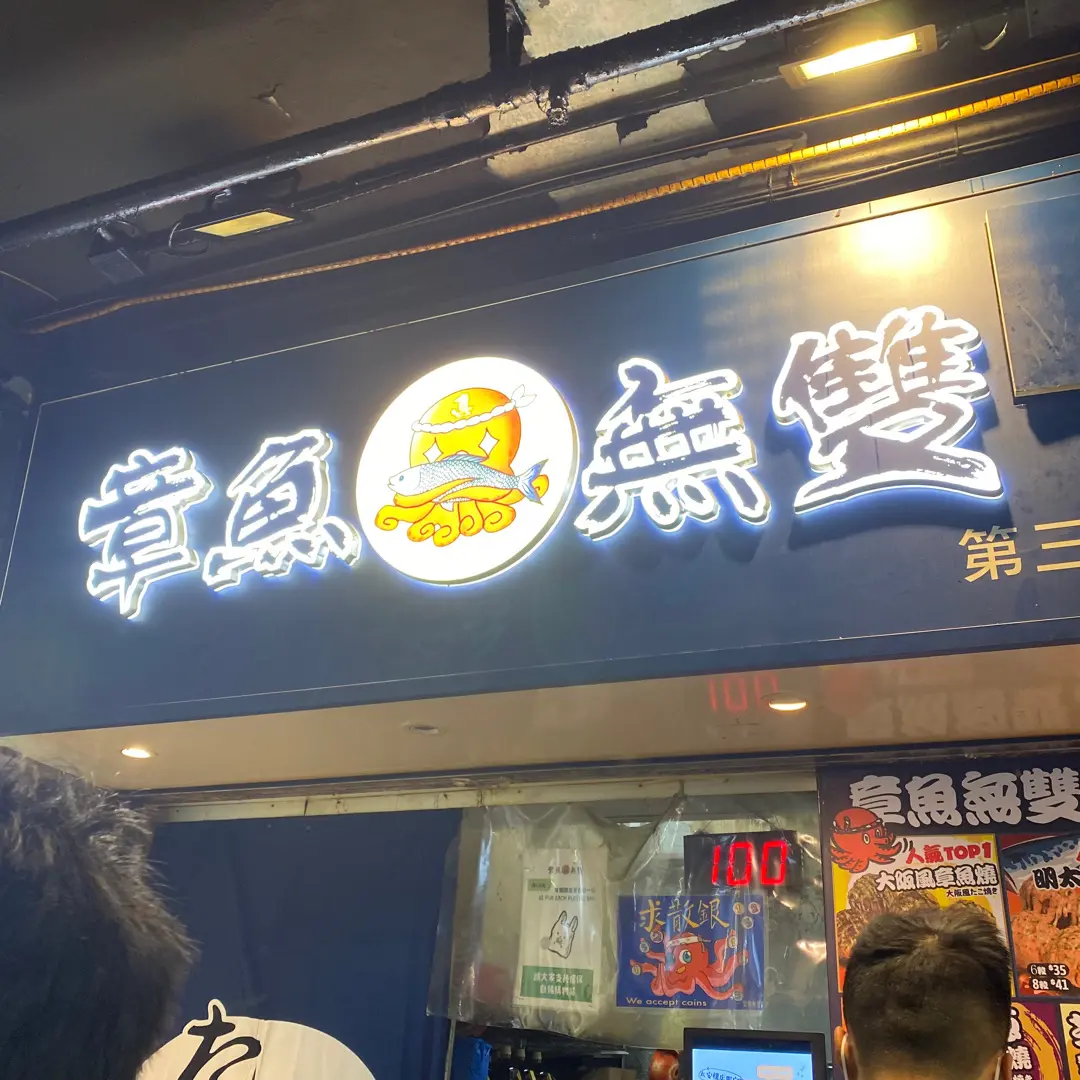 章魚無雙
第三
100
章魚無雙
人氣TOP1
大阪風章魚燒
大阪風たこ焼き
明太
6粒 $35
8粒 $41
求散銀
We accept coins
た
燒